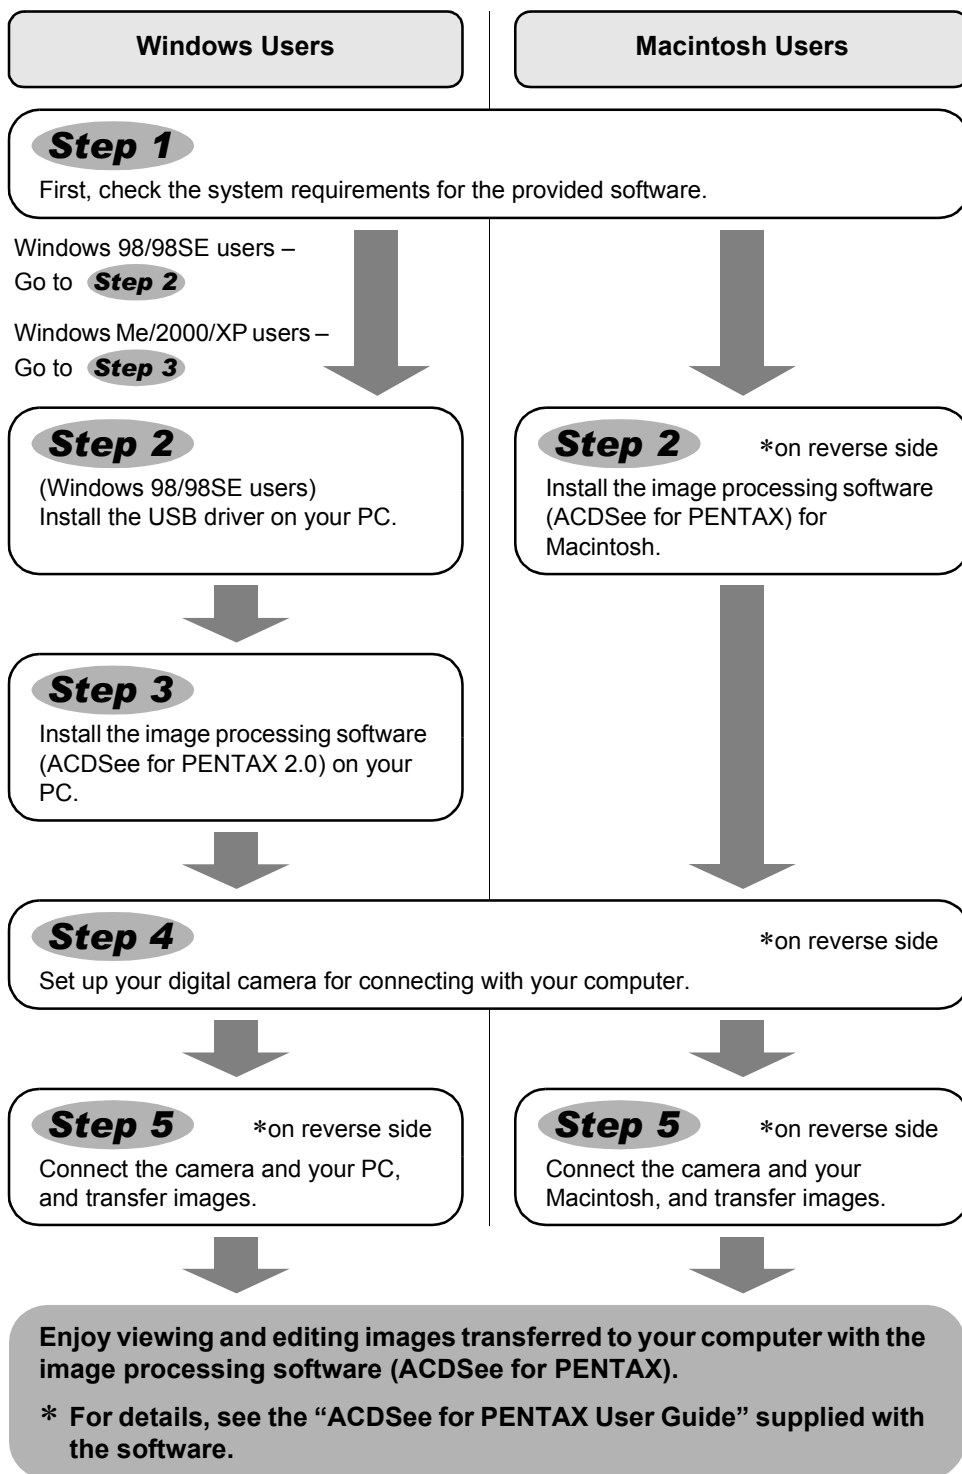 Windows Users
Macintosh Users
Step 1
First, check the system requirements for the provided software.
Windows 98/98SE users –
Go to Step 2
Windows Me/2000/XP users –
Go to Step 3
Step 2
(Windows 98/98SE users)
Install the USB driver on your PC.
Step 2 *on reverse side
Install the image processing software
(ACDSee for PENTAX) for
Macintosh.
Step 3
Install the image processing software
(ACDSee for PENTAX 2.0) on your
PC.
Step 4 *on reverse side
Set up your digital camera for connecting with your computer.
Step 5 *on reverse side
Connect the camera and your PC,
and transfer images.
Step 5 *on reverse side
Connect the camera and your
Macintosh, and transfer images.
Enjoy viewing and editing images transferred to your computer with the
image processing software (ACDSee for PENTAX).
* For details, see the “ACDSee for PENTAX User Guide” supplied with
the software.